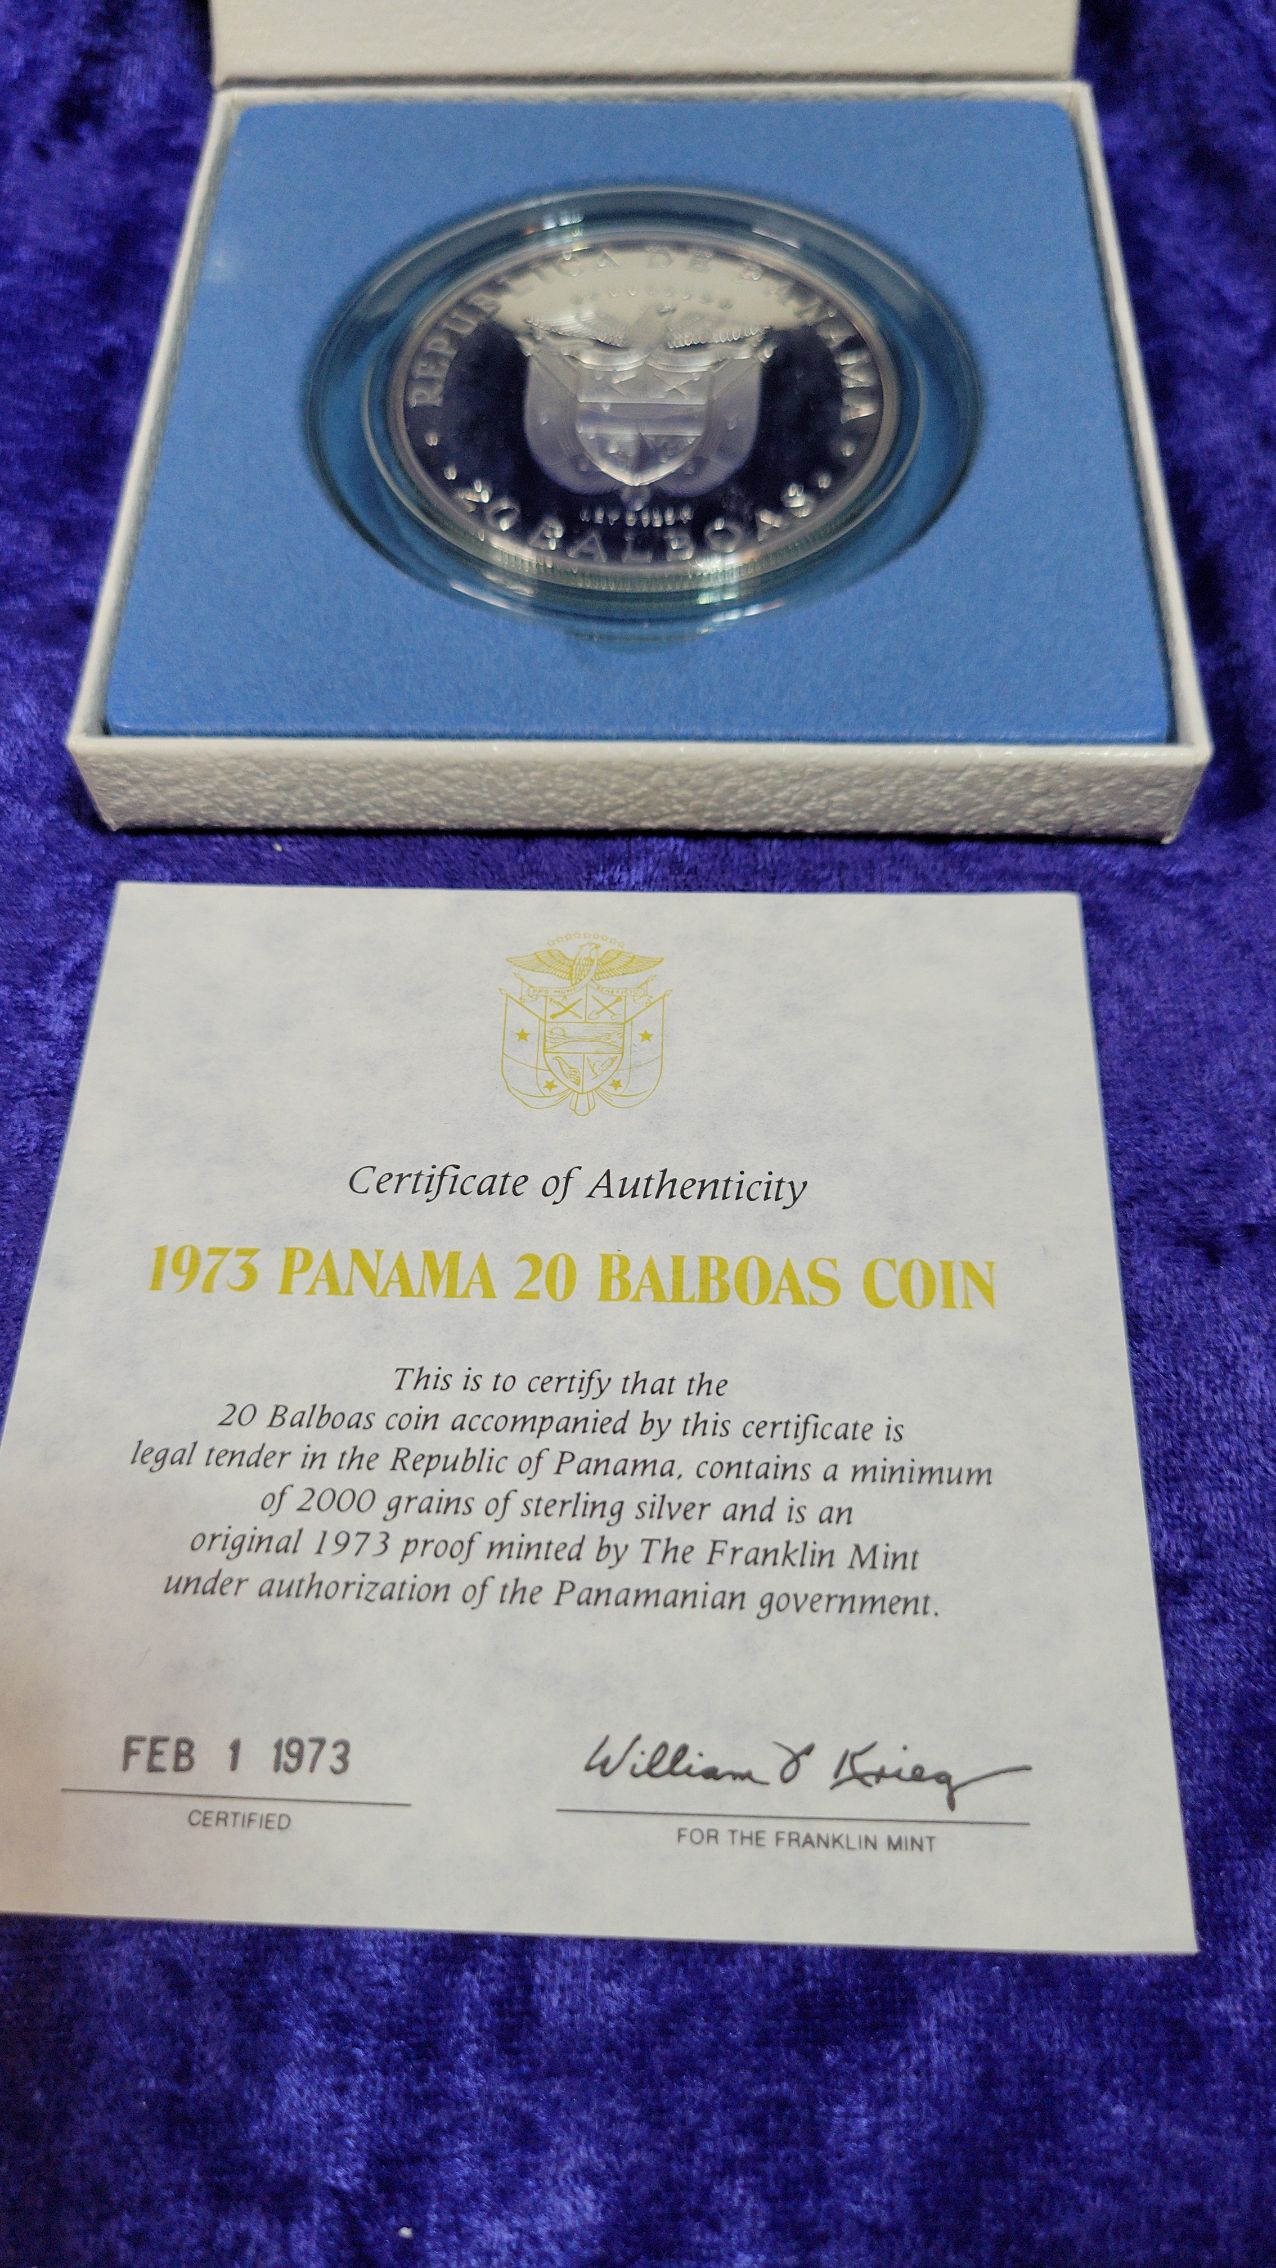 REPUBLICA DE PANAMA
20 BALBOAS
Certificate of Authenticity
1973 PANAMA 20 BALBOAS COIN
This is to certify that the
20 Balboas coin accompanied by this certificate is
legal tender in the Republic of Panama, contains a minimum
of 2000 grains of sterling silver and is an
original 1973 proof minted by The Franklin Mint
under authorization of the Panamanian government.
FEB 1 1973
CERTIFIED
William Krieg
FOR THE FRANKLIN MINT